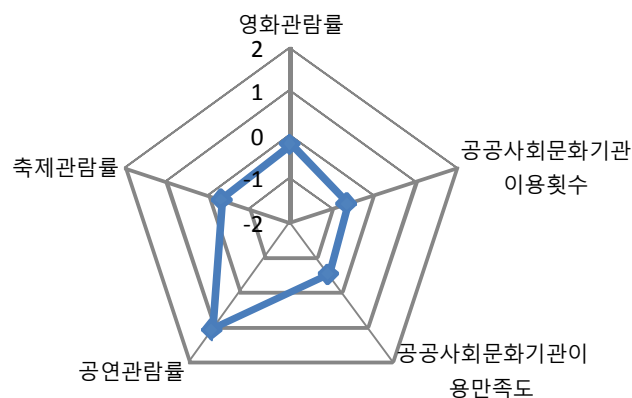 영화관람률
2
1
0
-1
-2
공공사회문화기관
이용횟수
공공사회문화기관이
용만족도
공연관람률
축제관람률